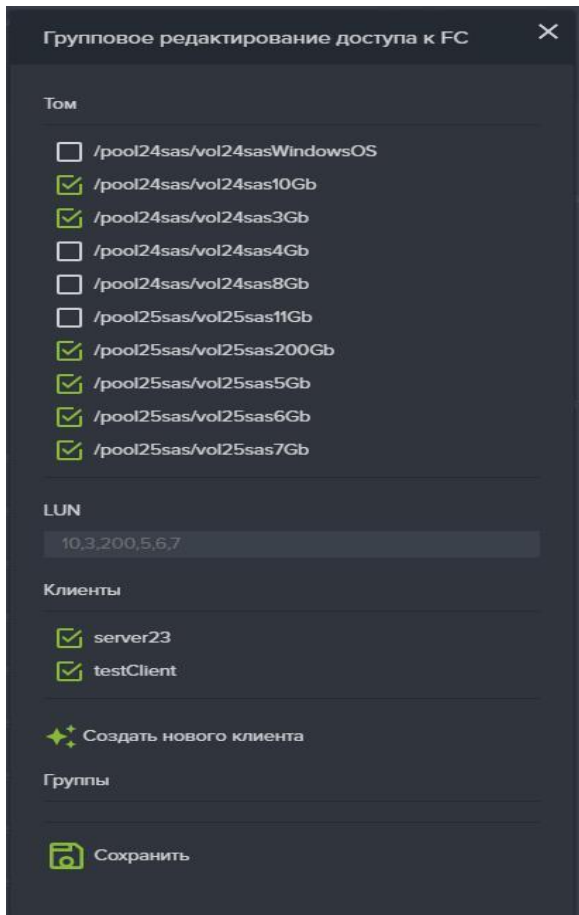 Групповое редактирование доступа к FC
Том
/pool24sas/vol24sasWindowsOS
/pool24sas/vol24sas10Gb
/pool24sas/vol24sas3Gb
/pool24sas/vol24sas4Gb
/pool24sas/vol24sas8Gb
/pool25sas/vol25sas11Gb
/pool25sas/vol25sas200Gb
/pool25sas/vol25sas5Gb
/pool25sas/vol25sas6Gb
/pool25sas/vol25sas7Gb
LUN
10,3,200,5,6,7
Клиенты
server23
testClient
Создать нового клиента
Группы
Сохранить